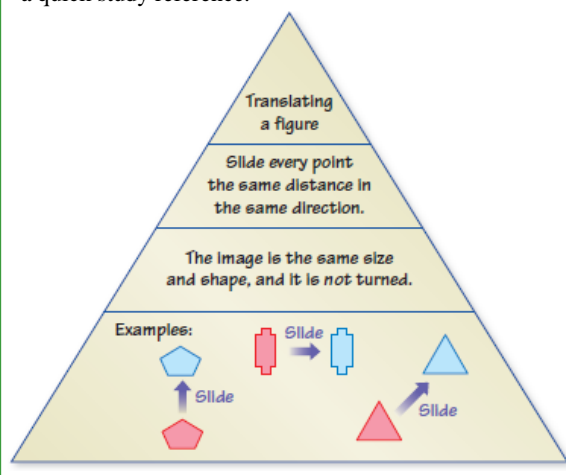 a quick study reference.
Translating
a figure
Slide every point
the same distance in
the same direction.
The image is the same size
and shape, and it is not turned.
Examples:
Slide
Slide
Slide